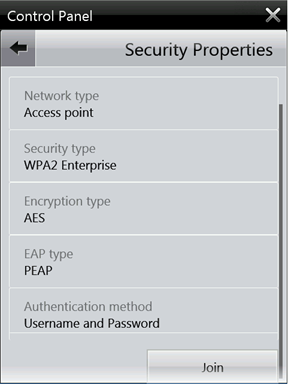 Control Panel
Security Properties
Network type
Access point
Security type
WPA2 Enterprise
Encryption type
AES
EAP type
PEAP
Authentication method
Username and Password
Join